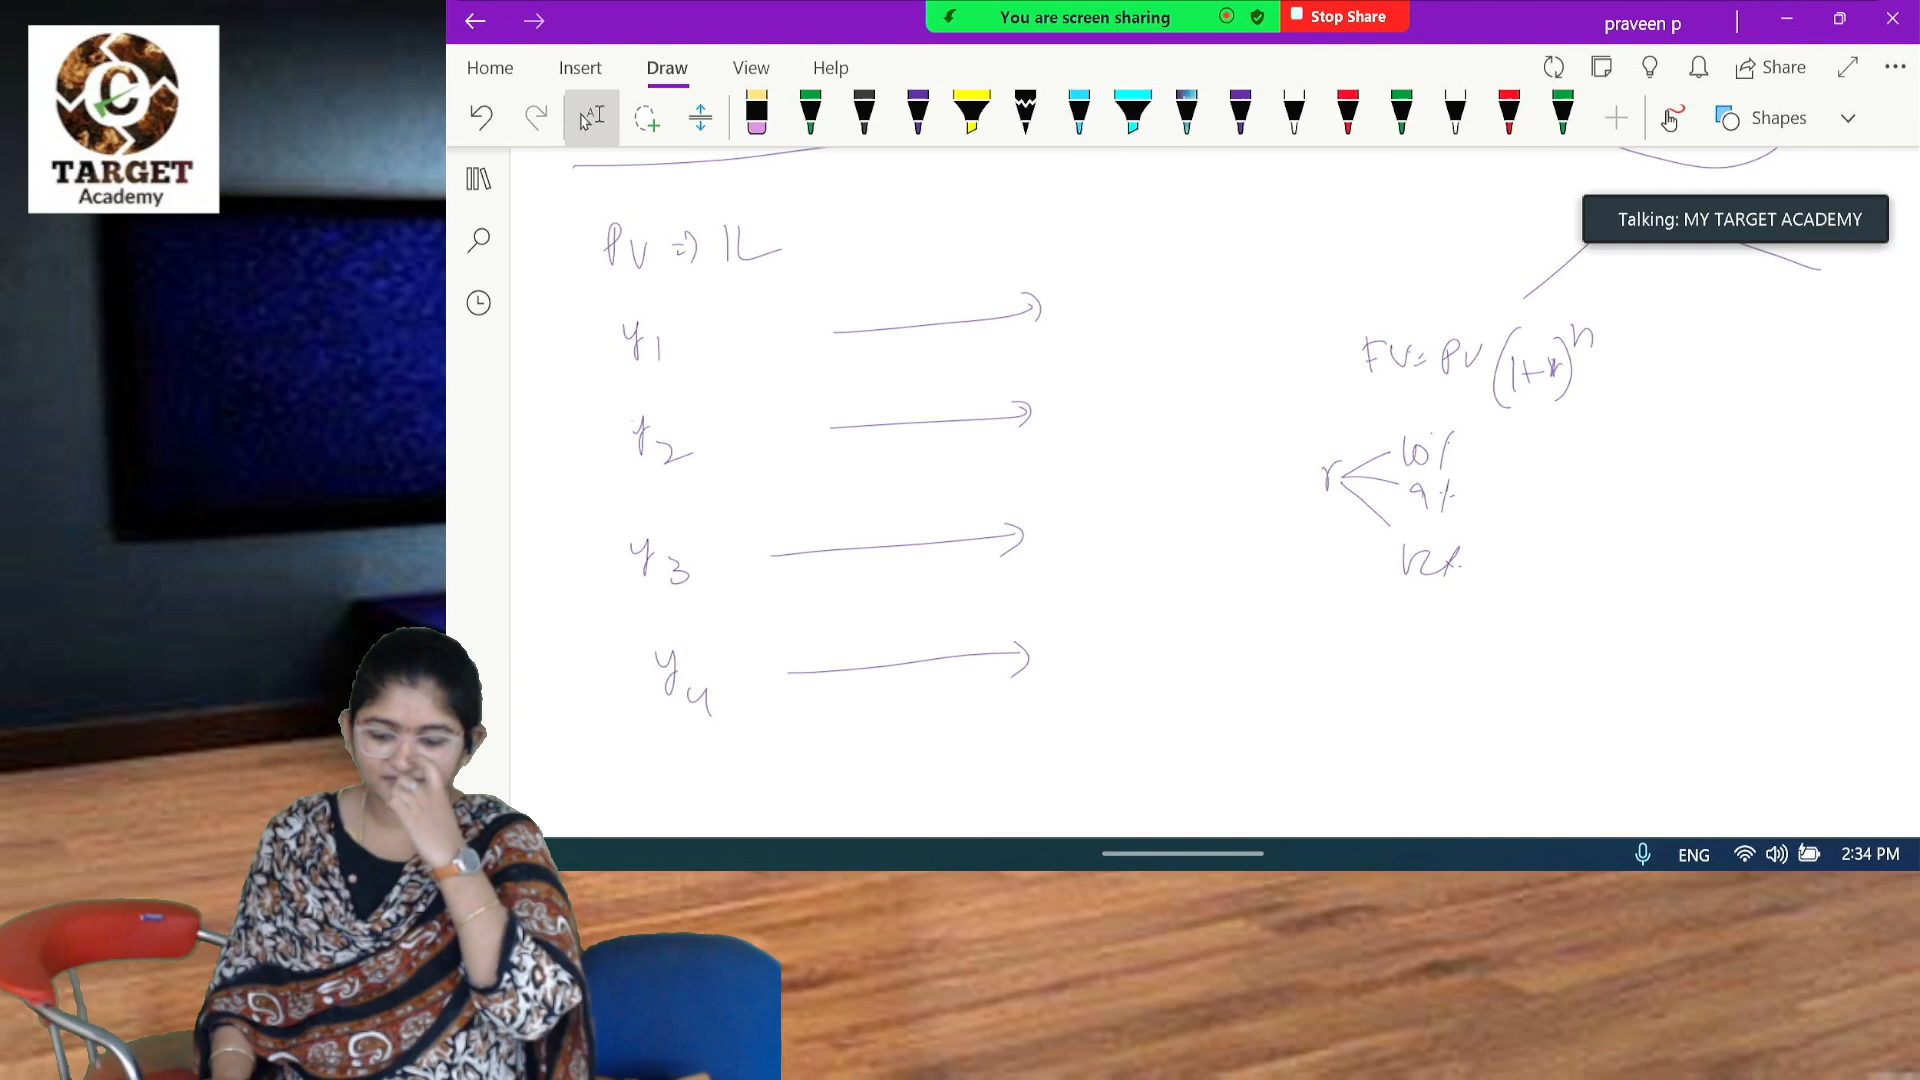 You are screen sharing
Stop Share
praveen p
Home Insert Draw View Help
Share
Shapes
C
TARGET
Academy
Talking: MY TARGET ACADEMY
PV => 1L
y1
y2
y3
y4
FV = PV (1+r)^n
r
10%
9%
12%
ENG 2:34 PM